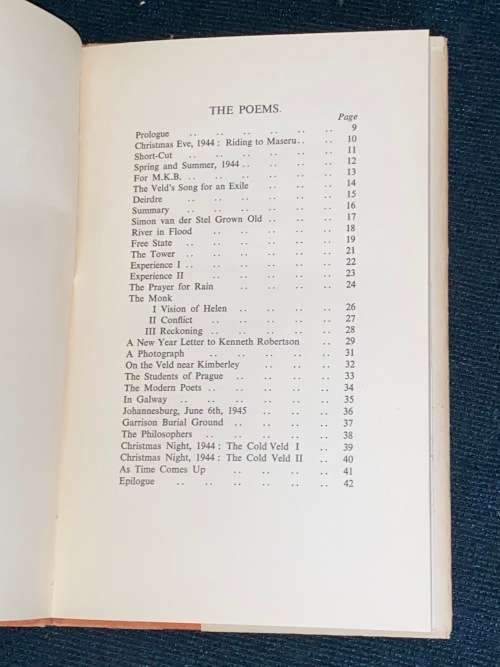 THE POEMS.
Page
Prologue .. .. .. .. .. .. 9
Christmas Eve, 1944 : Riding to Maseru .. .. 10
Short-Cut .. .. .. .. .. .. 11
Spring and Summer, 1944 .. .. .. .. 12
For M.K.B. .. .. .. .. .. .. 13
The Veld's Song for an Exile .. .. .. .. 14
Deirdre .. .. .. .. .. .. 15
Summary .. .. .. .. .. .. 16
Simon van der Stel Grown Old .. .. .. .. 17
River in Flood .. .. .. .. .. 18
Free State .. .. .. .. .. 19
The Tower .. .. .. .. .. .. 21
Experience I .. .. .. .. .. .. 22
Experience II .. .. .. .. .. 23
The Prayer for Rain .. .. .. .. .. 24
The Monk
I Vision of Helen .. .. .. .. 26
II Conflict .. .. .. .. .. 27
III Reckoning .. .. .. .. .. 28
A New Year Letter to Kenneth Robertson .. 29
A Photograph .. .. .. .. .. 31
On the Veld near Kimberley .. .. .. .. 32
The Students of Prague .. .. .. .. 33
The Modern Poets .. .. .. .. .. 34
In Galway .. .. .. .. .. .. 35
Johannesburg, June 6th, 1945 .. .. .. .. 36
Garrison Burial Ground .. .. .. .. 37
The Philosophers .. .. .. .. .. 38
Christmas Night, 1944 : The Cold Veld I .. 39
Christmas Night, 1944 : The Cold Veld II .. 40
As Time Comes Up .. .. .. .. 41
Epilogue .. .. .. .. .. .. 42